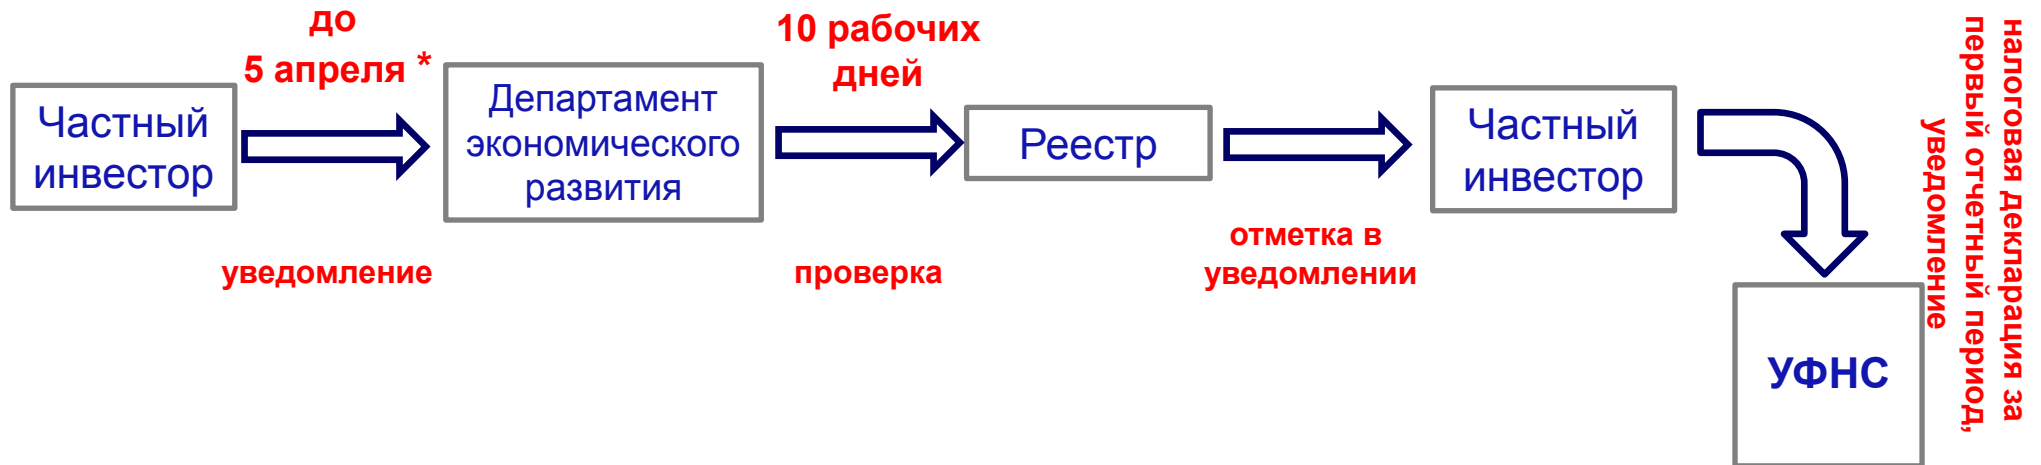 до
5 апреля *
10 рабочих
дней
Частный
инвестор
Департамент
экономического
развития
Реестр
Частный
инвестор
уведомление
проверка
отметка в
уведомлении
налоговая декларация за
первый отчетный период,
уведомление
УФНС